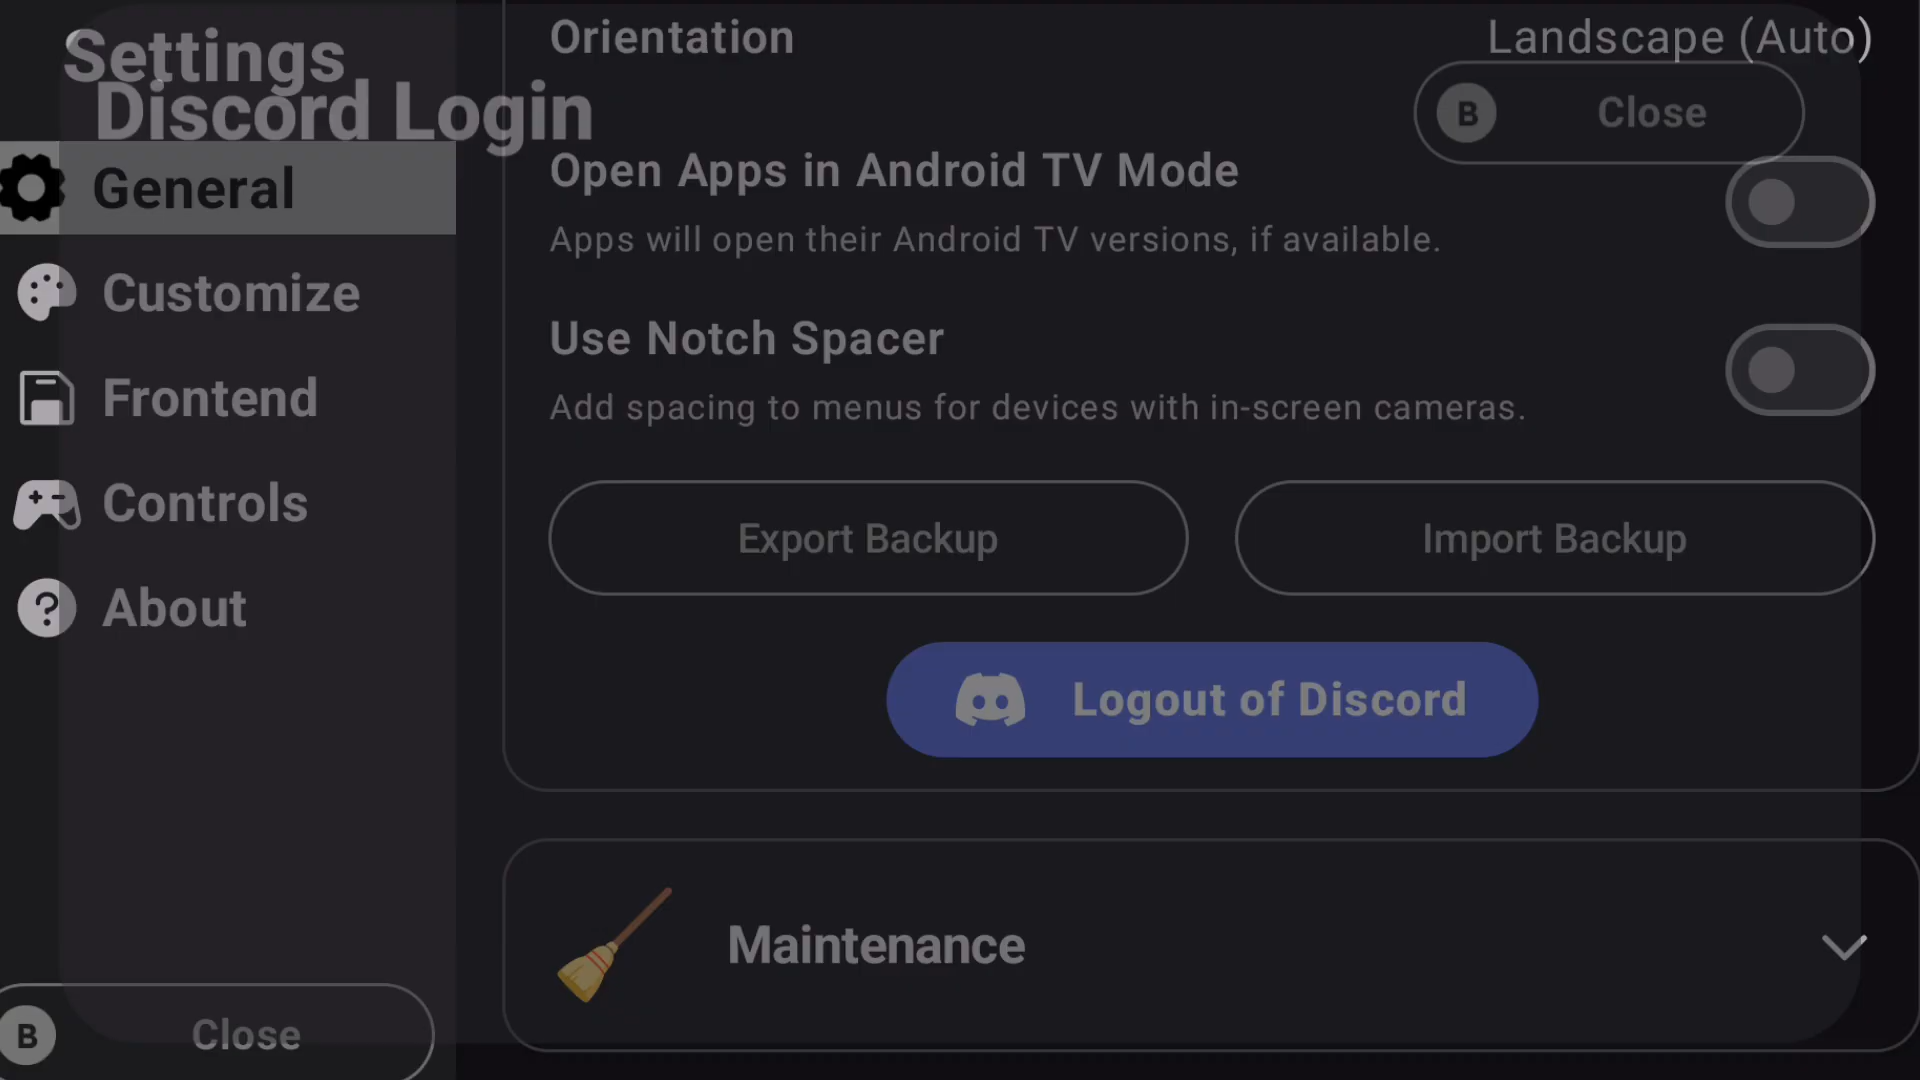 Settings
Discord Login
General
Customize
Frontend
Controls
About
B Close
Orientation Landscape (Auto)
B Close
Open Apps in Android TV Mode
Apps will open their Android TV versions, if available.
Use Notch Spacer
Add spacing to menus for devices with in-screen cameras.
Export Backup Import Backup
Logout of Discord
Maintenance